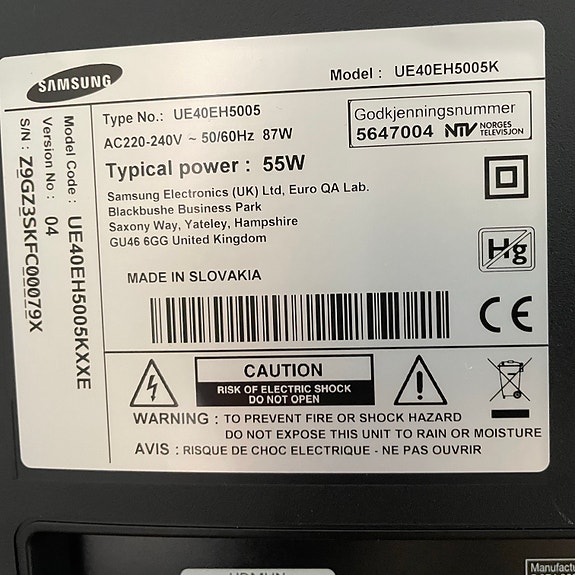 SAMSUNG
Model : UE40EH5005K
Type No.: UE40EH5005
AC220-240V ~ 50/60Hz 87W
Typical power : 55W
Godkjenningsnummer
5647004 NTV NORGES
TELEVISJON
Samsung Electronics (UK) Ltd, Euro QA Lab.
Blackbushe Business Park
Saxony Way, Yateley, Hampshire
GU46 6GG United Kingdom
Hg
MADE IN SLOVAKIA
CE
Model Code : UE40EH5005KXXE
Version No : 04
S/N : Z9GZ3SKFC00079X
CAUTION
RISK OF ELECTRIC SHOCK
DO NOT OPEN
WARNING : TO PREVENT FIRE OR SHOCK HAZARD
DO NOT EXPOSE THIS UNIT TO RAIN OR MOISTURE
AVIS : RISQUE DE CHOC ELECTRIQUE - NE PAS OUVRIR